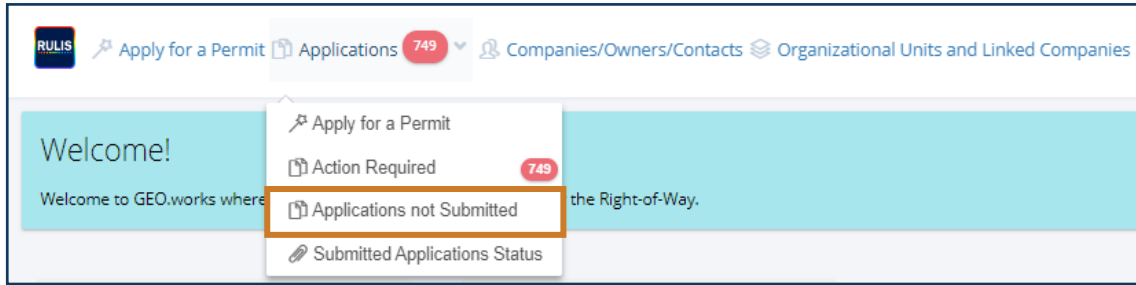 RULIS Apply for a Permit Applications 749 Companies/Owners/Contacts Organizational Units and Linked Companies
Apply for a Permit
Welcome!
Action Required 749
Welcome to GEO.works where
Applications not Submitted
the Right-of-Way.
Submitted Applications Status